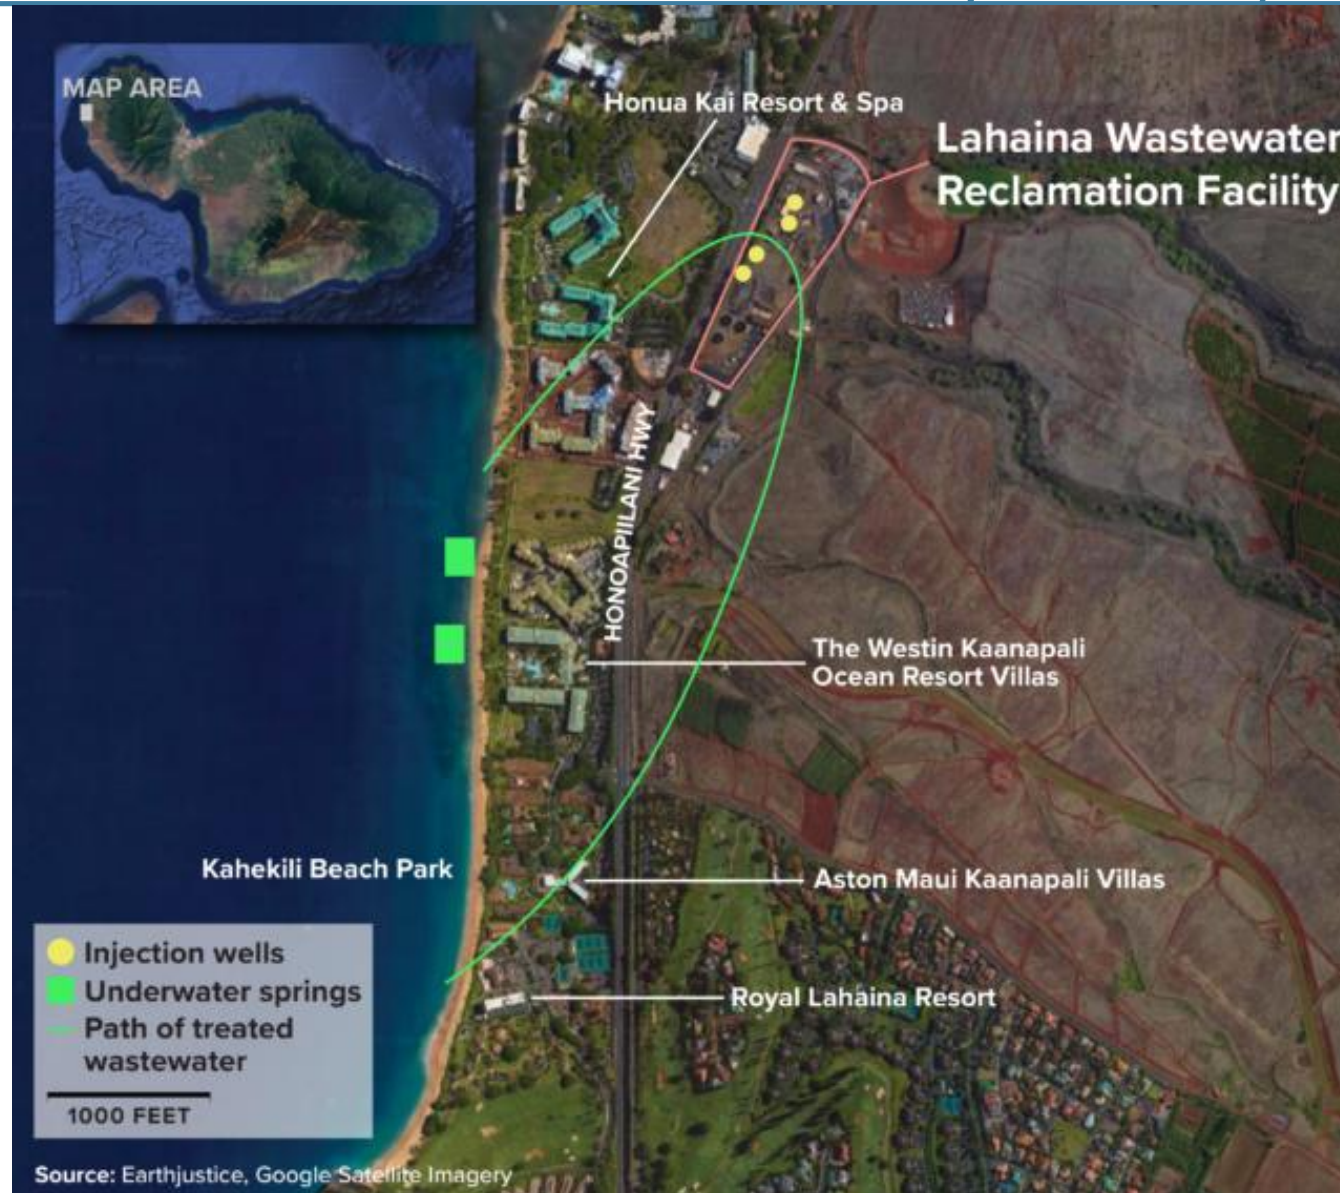 MAP AREA
Honua Kai Resort & Spa
Lahaina Wastewater
Reclamation Facility
HONOAPIILANI HWY
The Westin Kaanapali
Ocean Resort Villas
Kahekili Beach Park
Aston Maui Kaanapali Villas
Royal Lahaina Resort
Injection wells
Underwater springs
Path of treated
wastewater
1000 FEET
Source: Earthjustice, Google Satellite Imagery